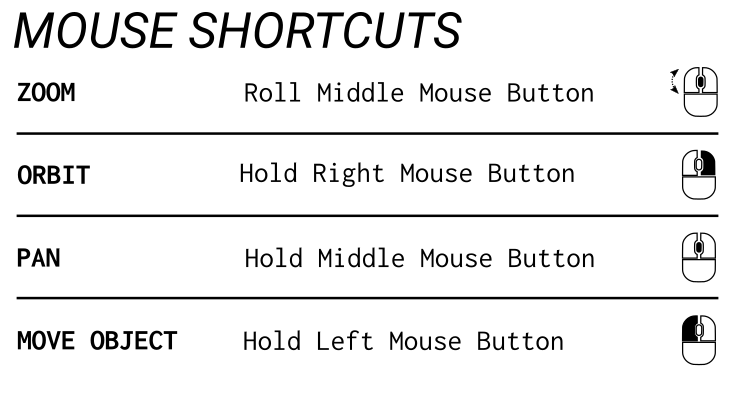 MOUSE SHORTCUTS
ZOOM Roll Middle Mouse Button
ORBIT Hold Right Mouse Button
PAN Hold Middle Mouse Button
MOVE OBJECT Hold Left Mouse Button